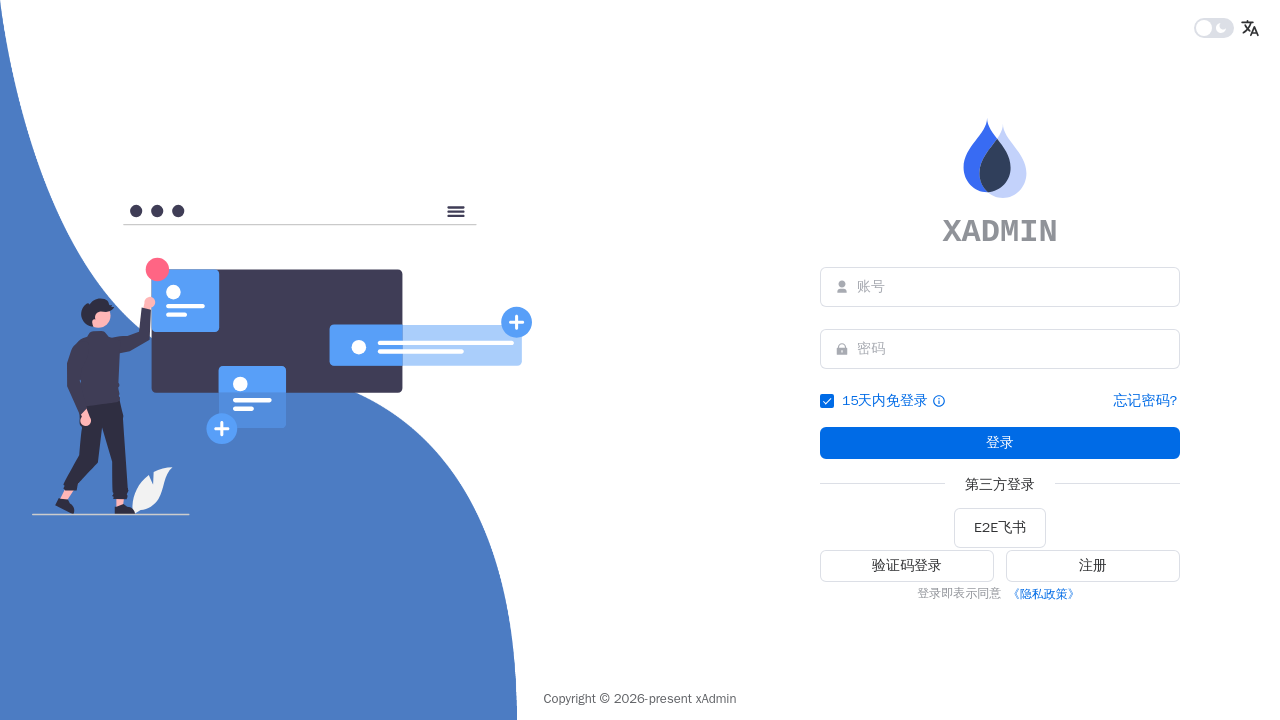 XADMIN
账号
密码
15天内免登录
忘记密码?
登录
第三方登录
E2E飞书
验证码登录
注册
登录即表示同意 《隐私政策》
Copyright © 2026-present xAdmin